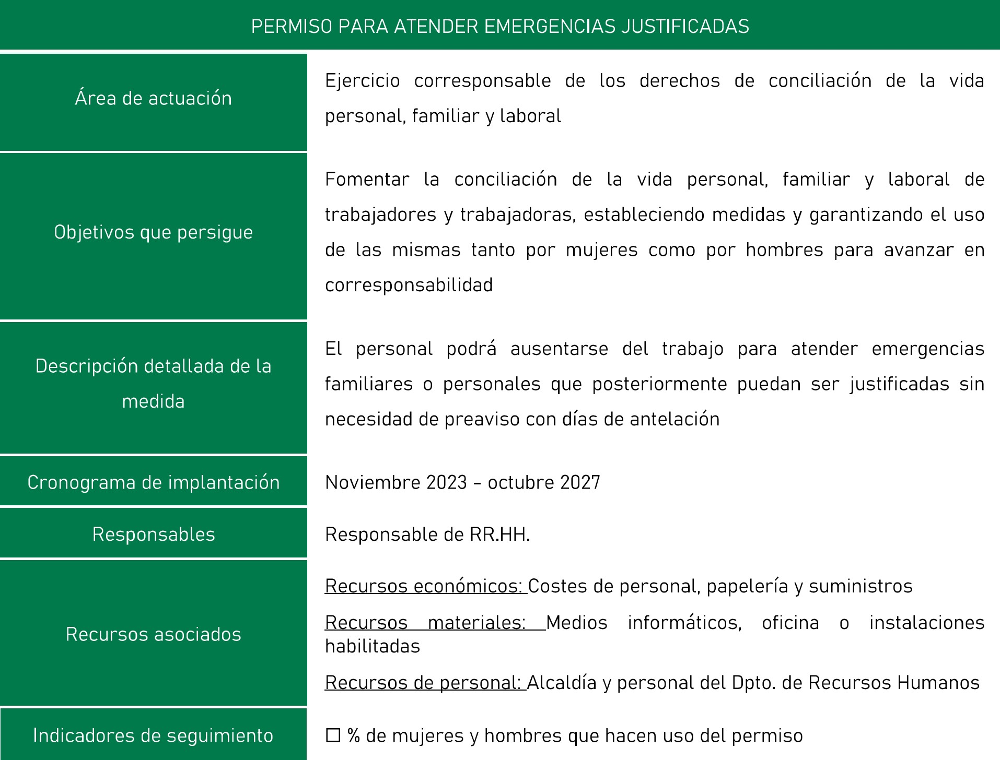 PERMISO PARA ATENDER EMERGENCIAS JUSTIFICADAS
Área de actuación
Ejercicio corresponsable de los derechos de conciliación de la vida
personal, familiar y laboral
Objetivos que persigue
Fomentar la conciliación de la vida personal, familiar y laboral de
trabajadores y trabajadoras, estableciendo medidas y garantizando el uso
de las mismas tanto por mujeres como por hombres para avanzar en
corresponsabilidad
Descripción detallada de la
medida
El personal podrá ausentarse del trabajo para atender emergencias
familiares o personales que posteriormente puedan ser justificadas sin
necesidad de preaviso con días de antelación
Cronograma de implantación
Noviembre 2023 – octubre 2027
Responsables
Responsable de RR.HH.
Recursos asociados
Recursos económicos: Costes de personal, papelería y suministros
Recursos materiales: Medios informáticos, oficina o instalaciones
habilitadas
Recursos de personal: Alcaldía y personal del Dpto. de Recursos Humanos
Indicadores de seguimiento
☐ % de mujeres y hombres que hacen uso del permiso